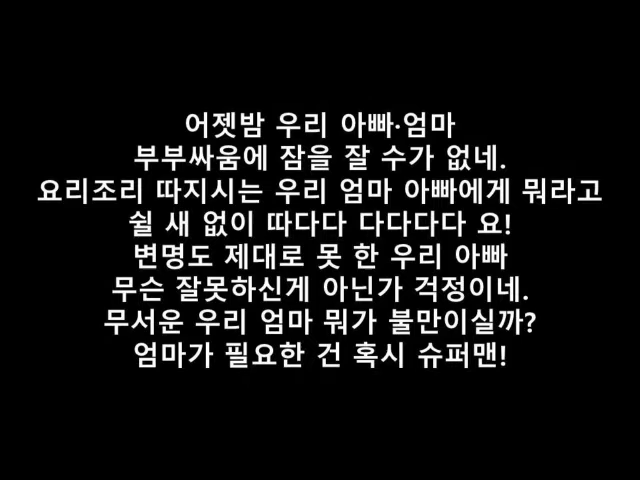 어젯밤 우리 아빠·엄마
부부싸움에 잠을 잘 수가 없네.
요리조리 따지시는 우리 엄마 아빠에게 뭐라고
쉴 새 없이 따다다 다다다다 요!
변명도 제대로 못 한 우리 아빠
무슨 잘못하신게 아닌가 걱정이네.
무서운 우리 엄마 뭐가 불만이실까?
엄마가 필요한 건 혹시 슈퍼맨!